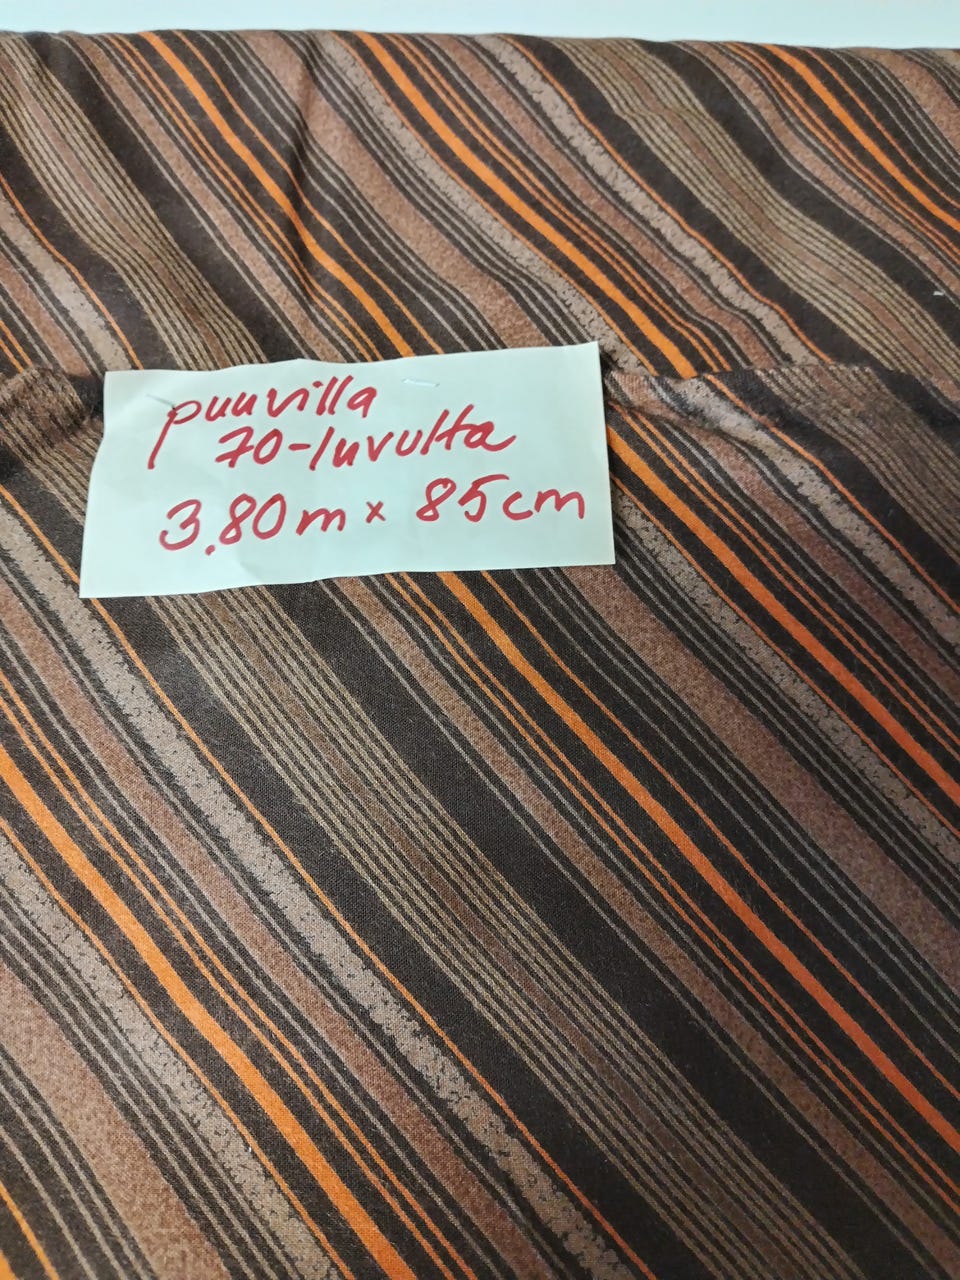 puuvilla
70-luvulta
3.80m x 85cm